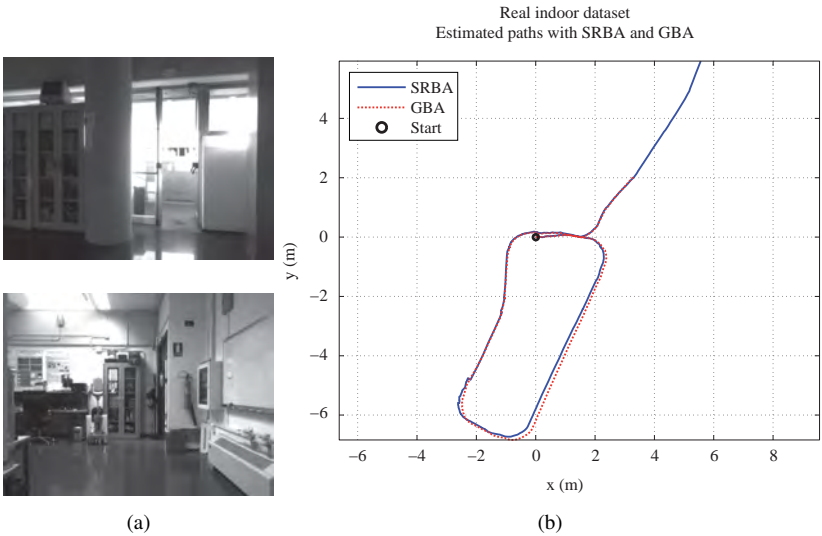 Real indoor dataset
Estimated paths with SRBA and GBA
SRBA
GBA
Start
4
2
0
−2
−4
−6
y (m)
−6 −4 −2 0 2 4 6 8
x (m)
(a) (b)